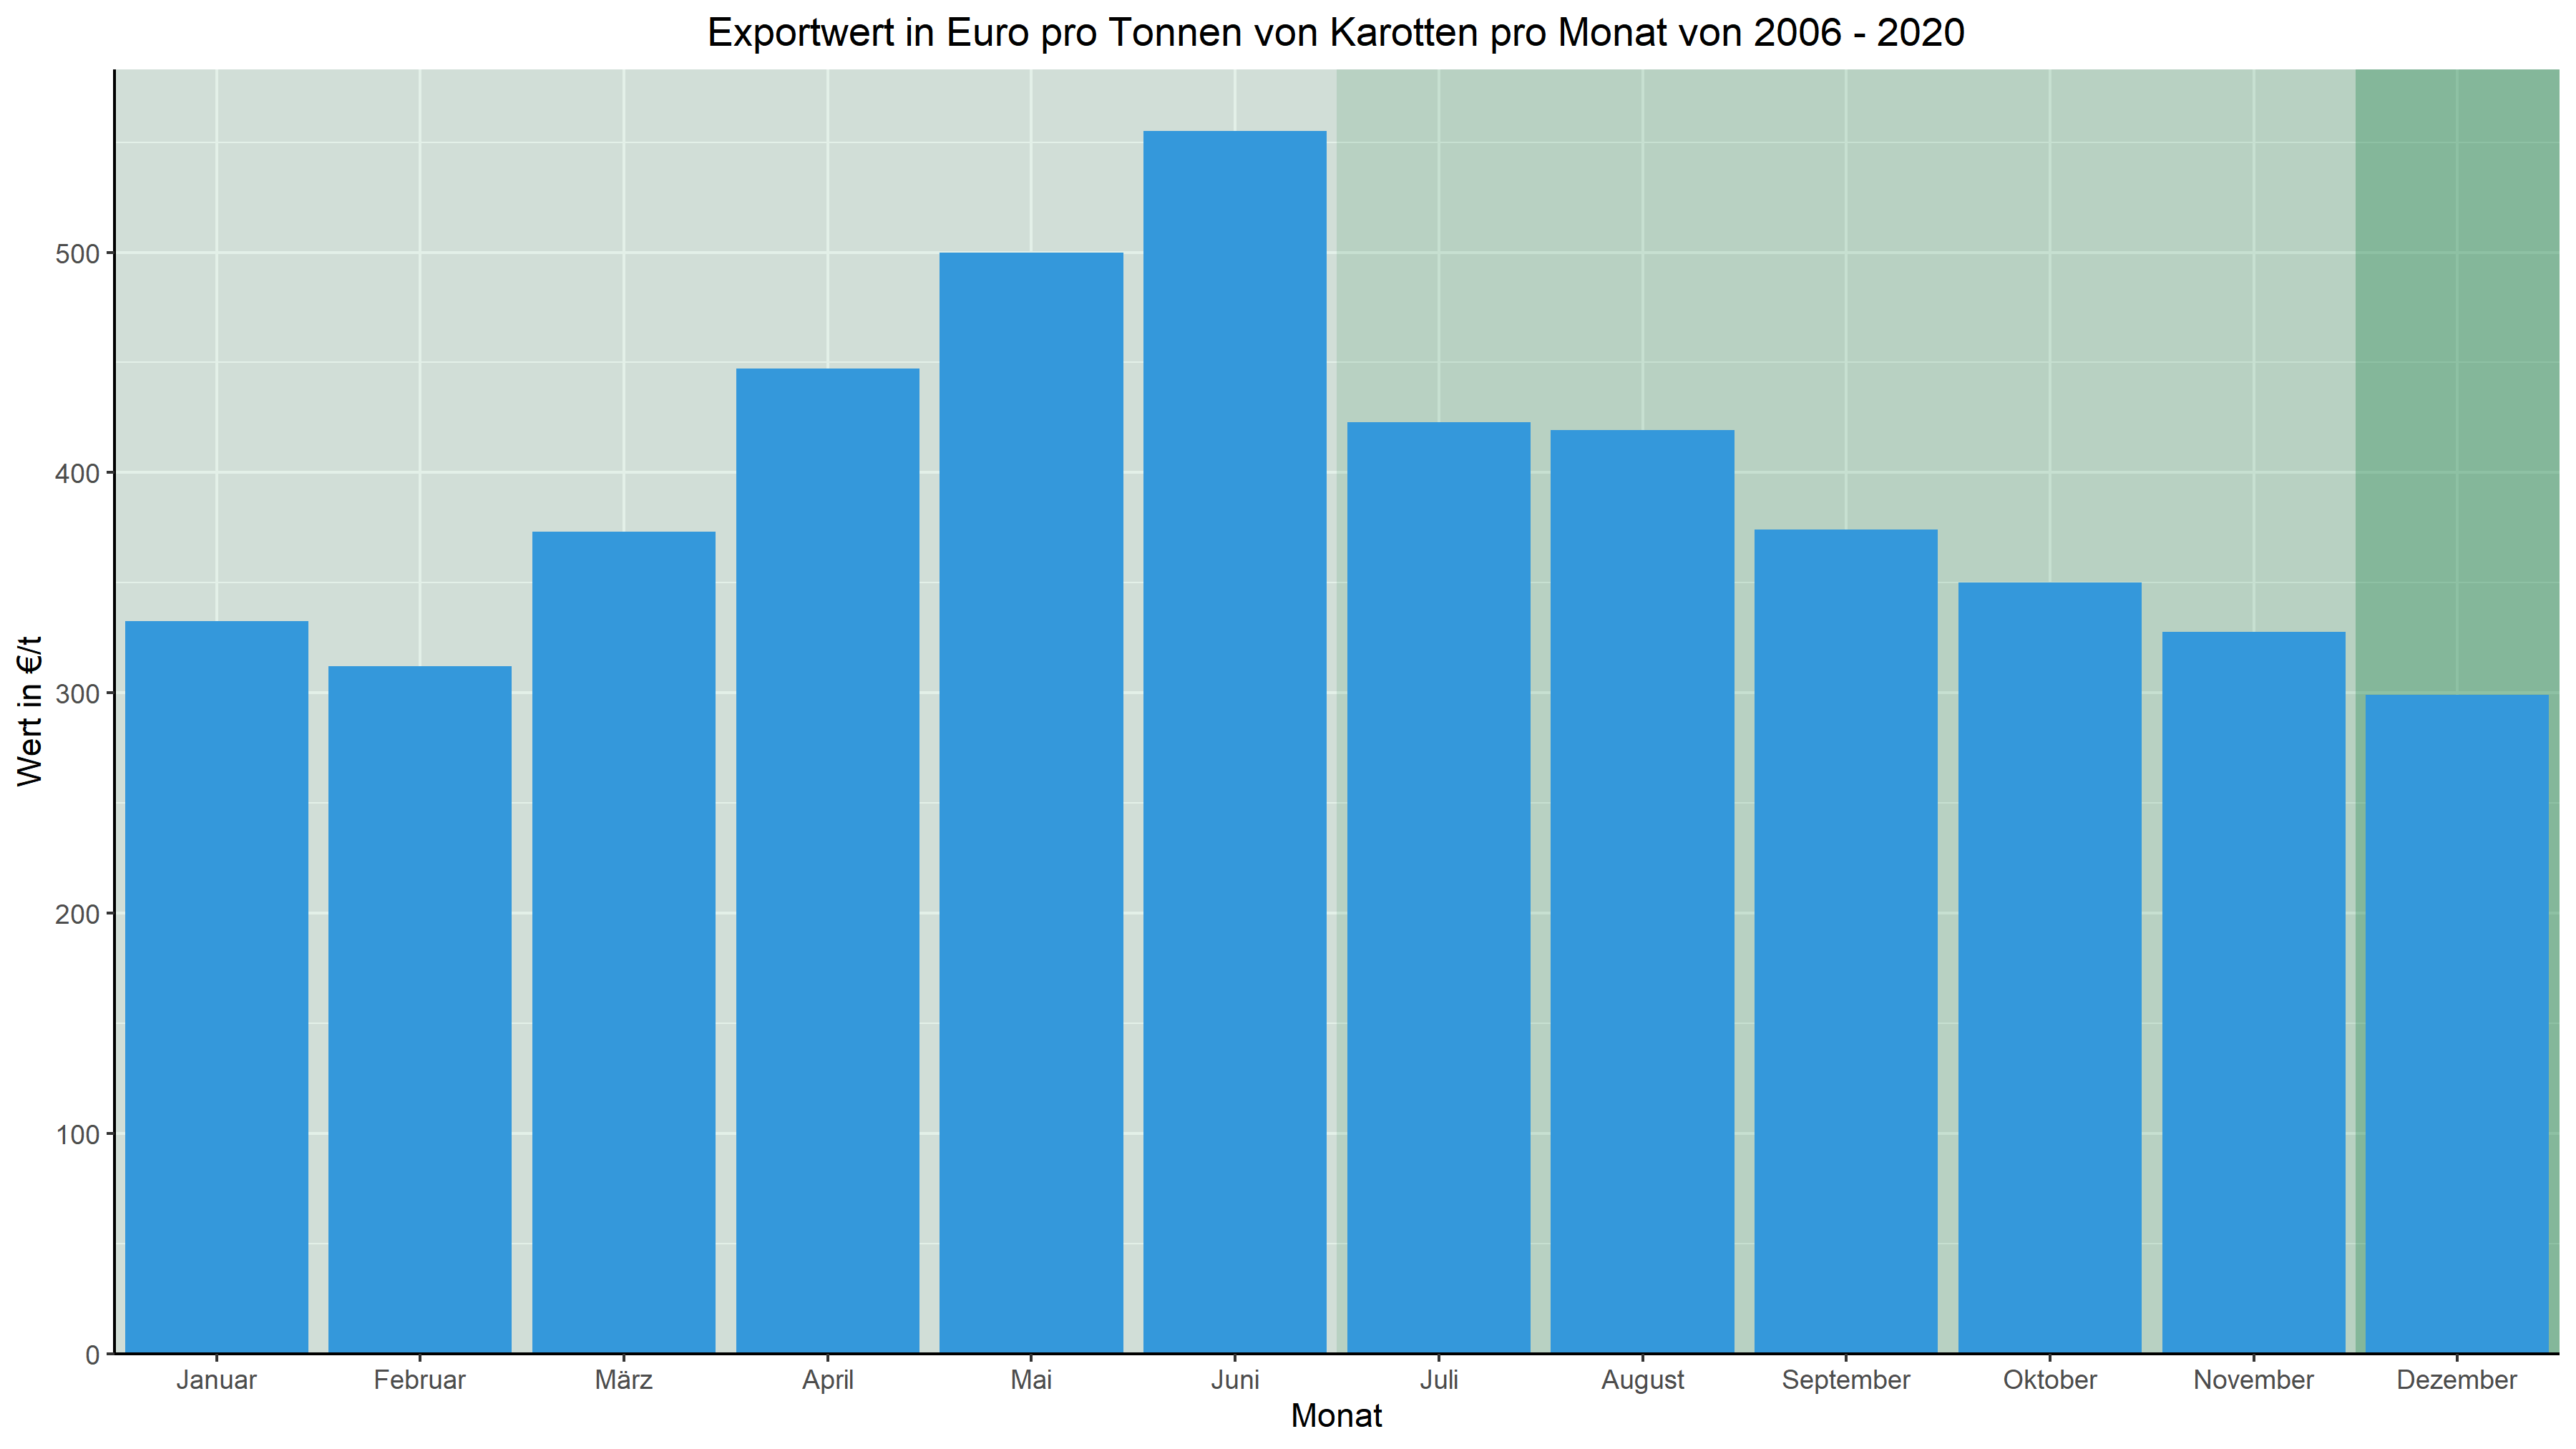 Exportwert in Euro pro Tonnen von Karotten pro Monat von 2006 - 2020
Wert in €/t
500
400
300
200
100
0
Januar Februar März April Mai Juni Juli August September Oktober November Dezember
Monat